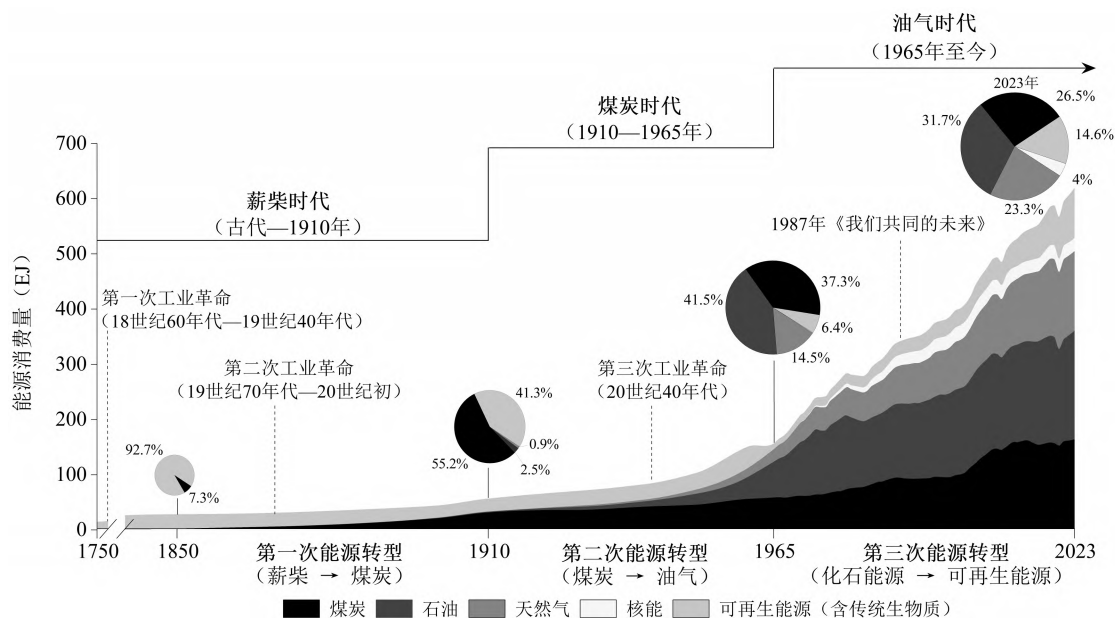 油气时代
（1965年至今）
煤炭时代
（1910—1965年）
薪柴时代
（古代—1910年）
2023年
26.5%
31.7%
14.6%
4%
23.3%
700
600
500
400
300
200
100
0
能源消费量（EJ）
1987年《我们共同的未来》
第一次工业革命
（18世纪60年代—19世纪40年代）
第二次工业革命
（19世纪70年代—20世纪初）
第三次工业革命
（20世纪40年代）
37.3%
41.5%
6.4%
14.5%
41.3%
0.9%
55.2%
2.5%
92.7%
7.3%
1750
1850
1910
1965
2023
第一次能源转型
（薪柴 → 煤炭）
第二次能源转型
（煤炭 → 油气）
第三次能源转型
（化石能源 → 可再生能源）
煤炭 石油 天然气 核能 可再生能源（含传统生物质）